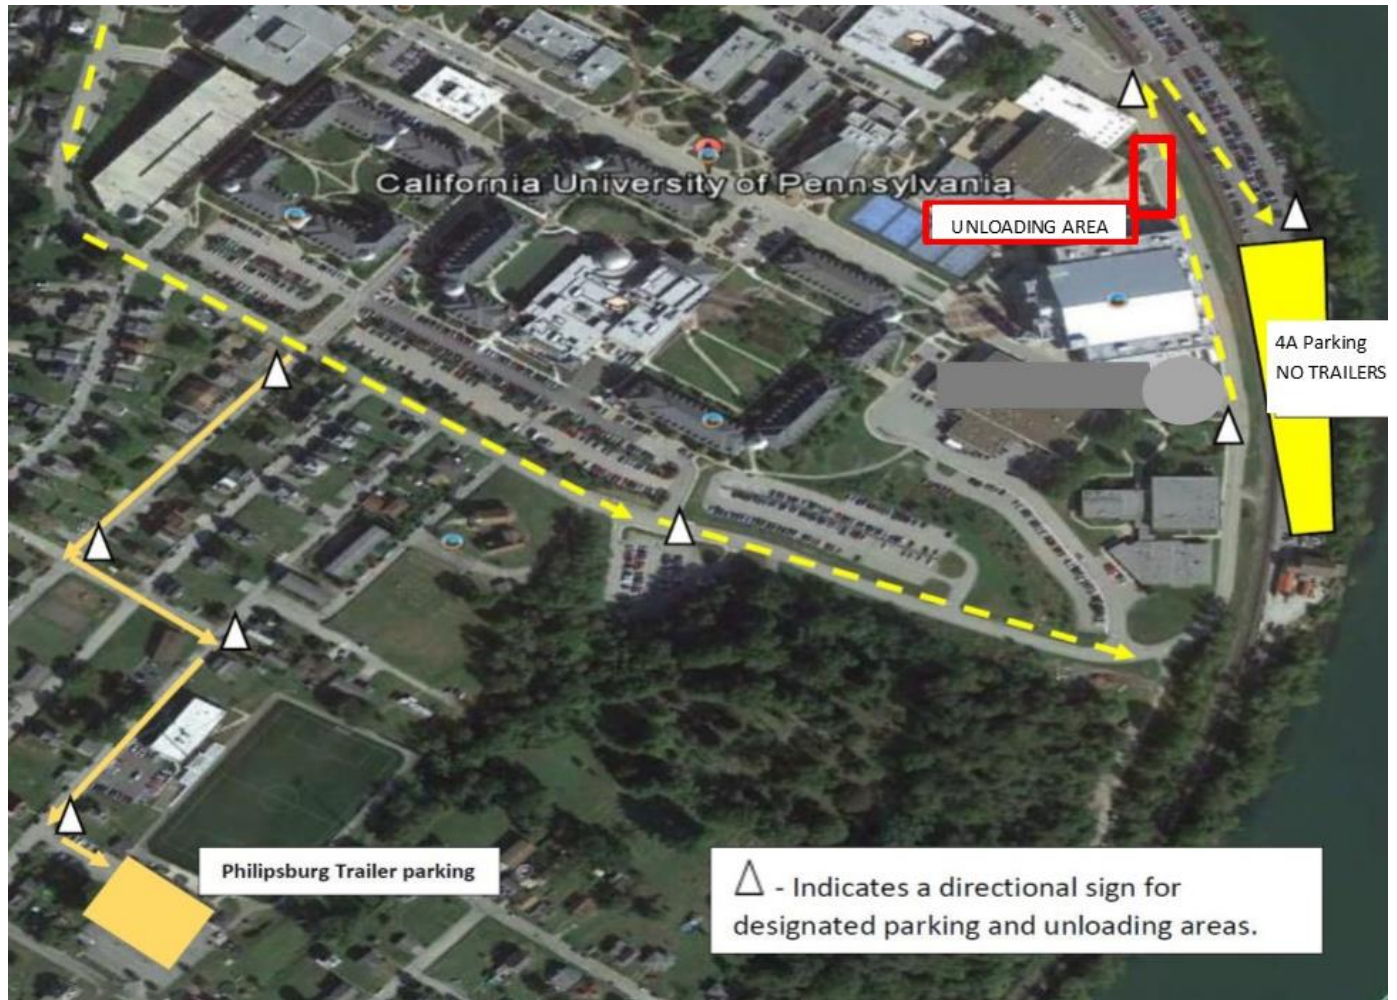 California University of Pennsylvania
UNLOADING AREA
4A Parking
NO TRAILERS
Philipsburg Trailer parking
- Indicates a directional sign for
designated parking and unloading areas.